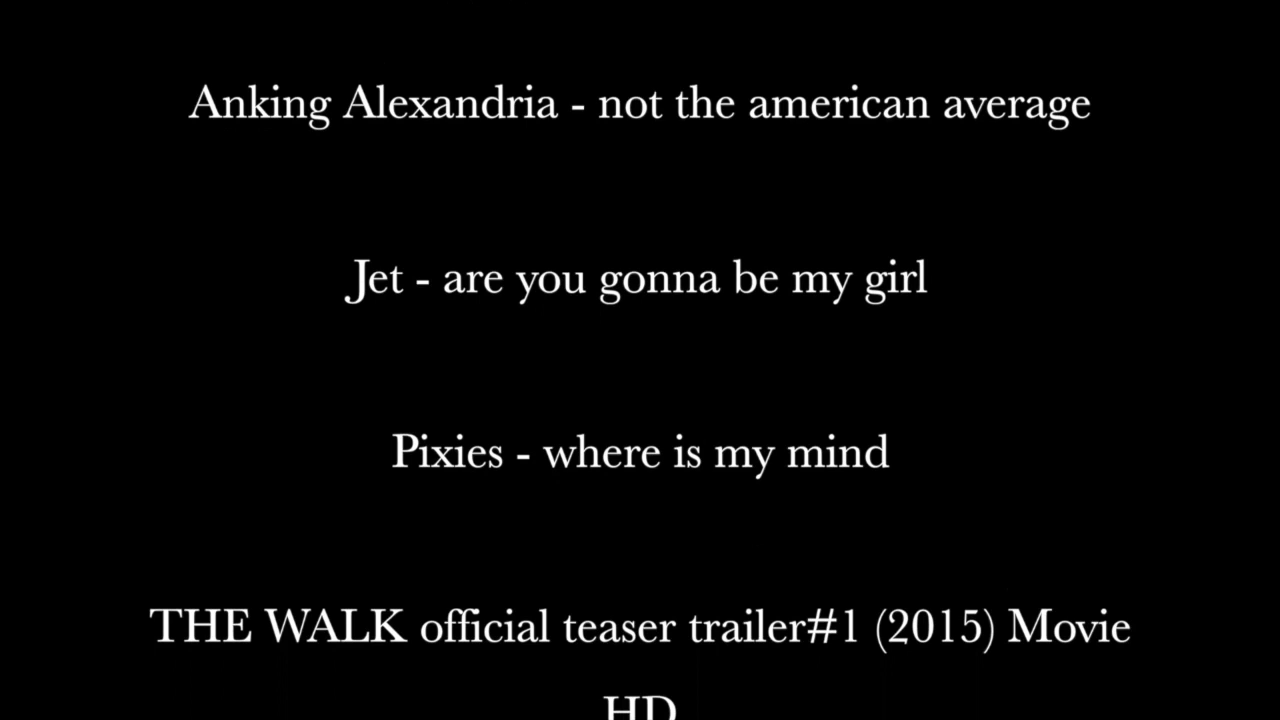 Anking Alexandria - not the american average
Jet - are you gonna be my girl
Pixies - where is my mind
THE WALK official teaser trailer#1 (2015) Movie
HD